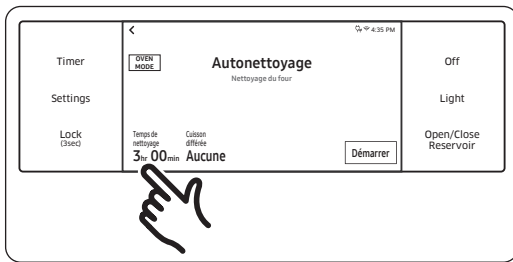 Timer
Settings
Lock
(3sec)
4:35 PM
OVEN
MODE
Autonettoyage
Nettoyage du four
Temps de
nettoyage
3hr 00min
Cuisson
différée
Aucune
Démarrer
Off
Light
Open/Close
Reservoir